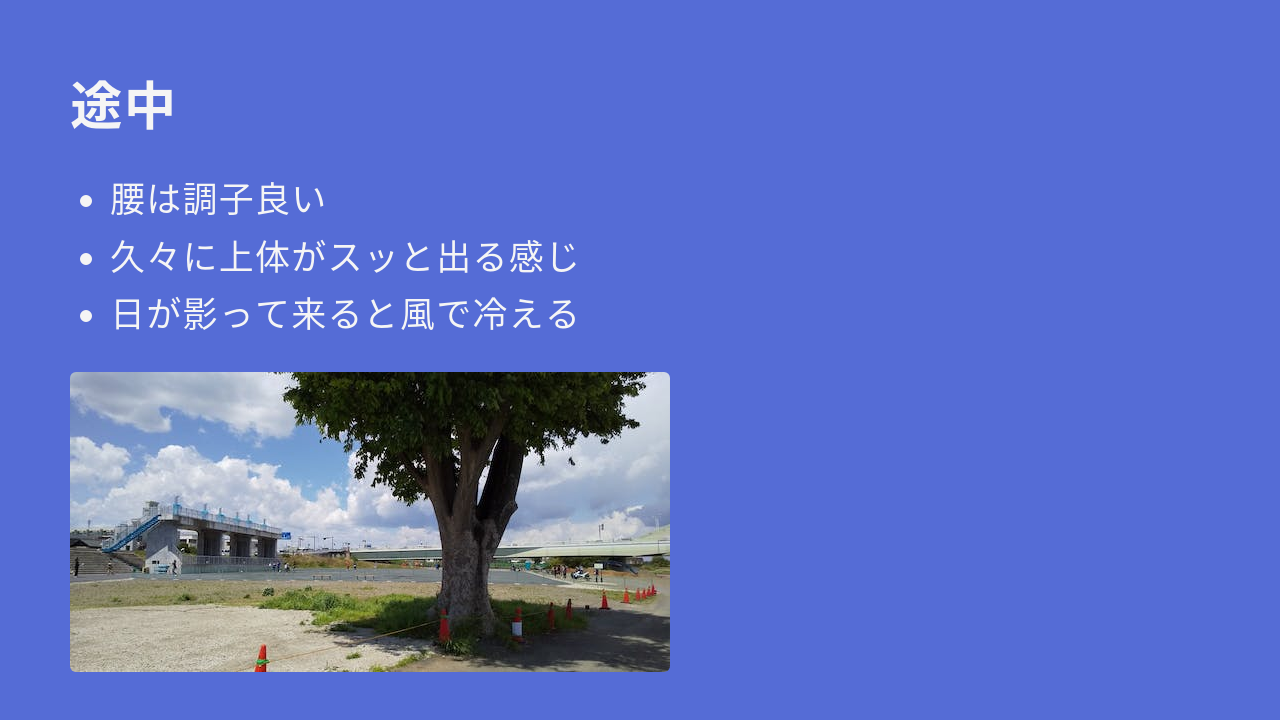 途中
腰は調子良い
久々に上体がスッと出る感じ
日が影って来ると風で冷える